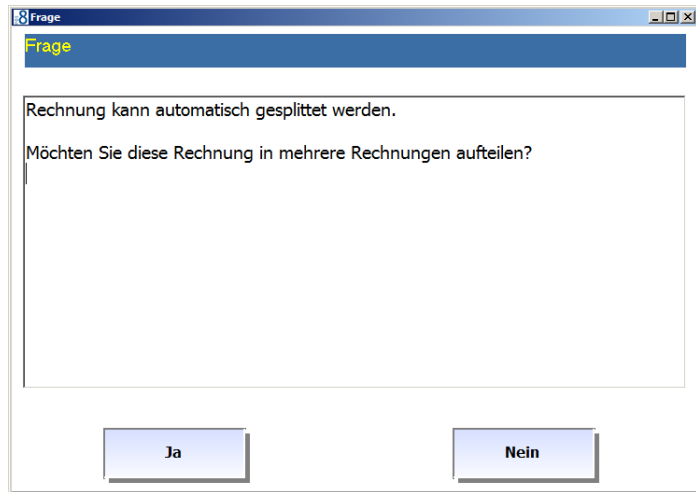 Frage
Frage
Rechnung kann automatisch gesplittet werden.
Möchten Sie diese Rechnung in mehrere Rechnungen aufteilen?
Ja
Nein